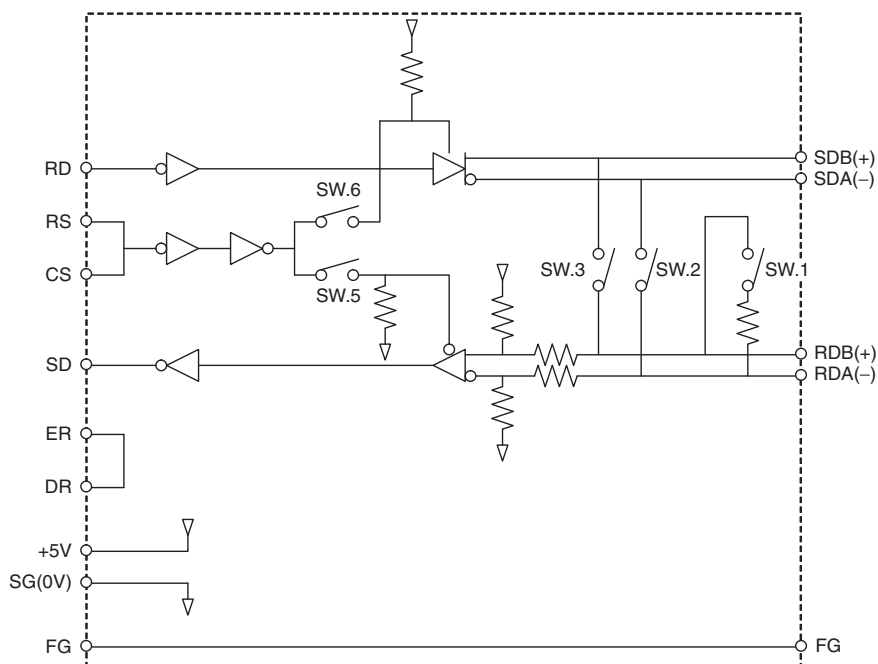 RD
SDB(+)
SDA(−)
RS
SW.6
CS
SW.5
SW.3
SW.2
SW.1
SD
RDB(+)
RDA(−)
ER
DR
+5V
SG(0V)
FG
FG